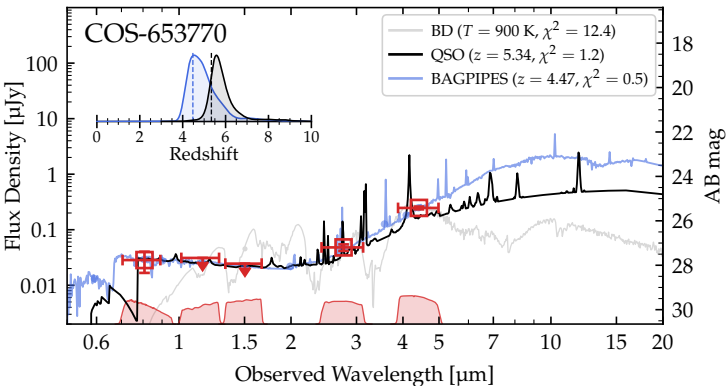 COS-653770
BD (T = 900 K, χ² = 12.4)
QSO (z = 5.34, χ² = 1.2)
BAGPIPES (z = 4.47, χ² = 0.5)
0 2 4 6 8 10
Redshift
Flux Density [μJy]
100
10
1
0.1
0.01
AB mag
18
20
22
24
26
28
30
0.6 1 1.5 2 3 4 5 7 10 15 20
Observed Wavelength [μm]